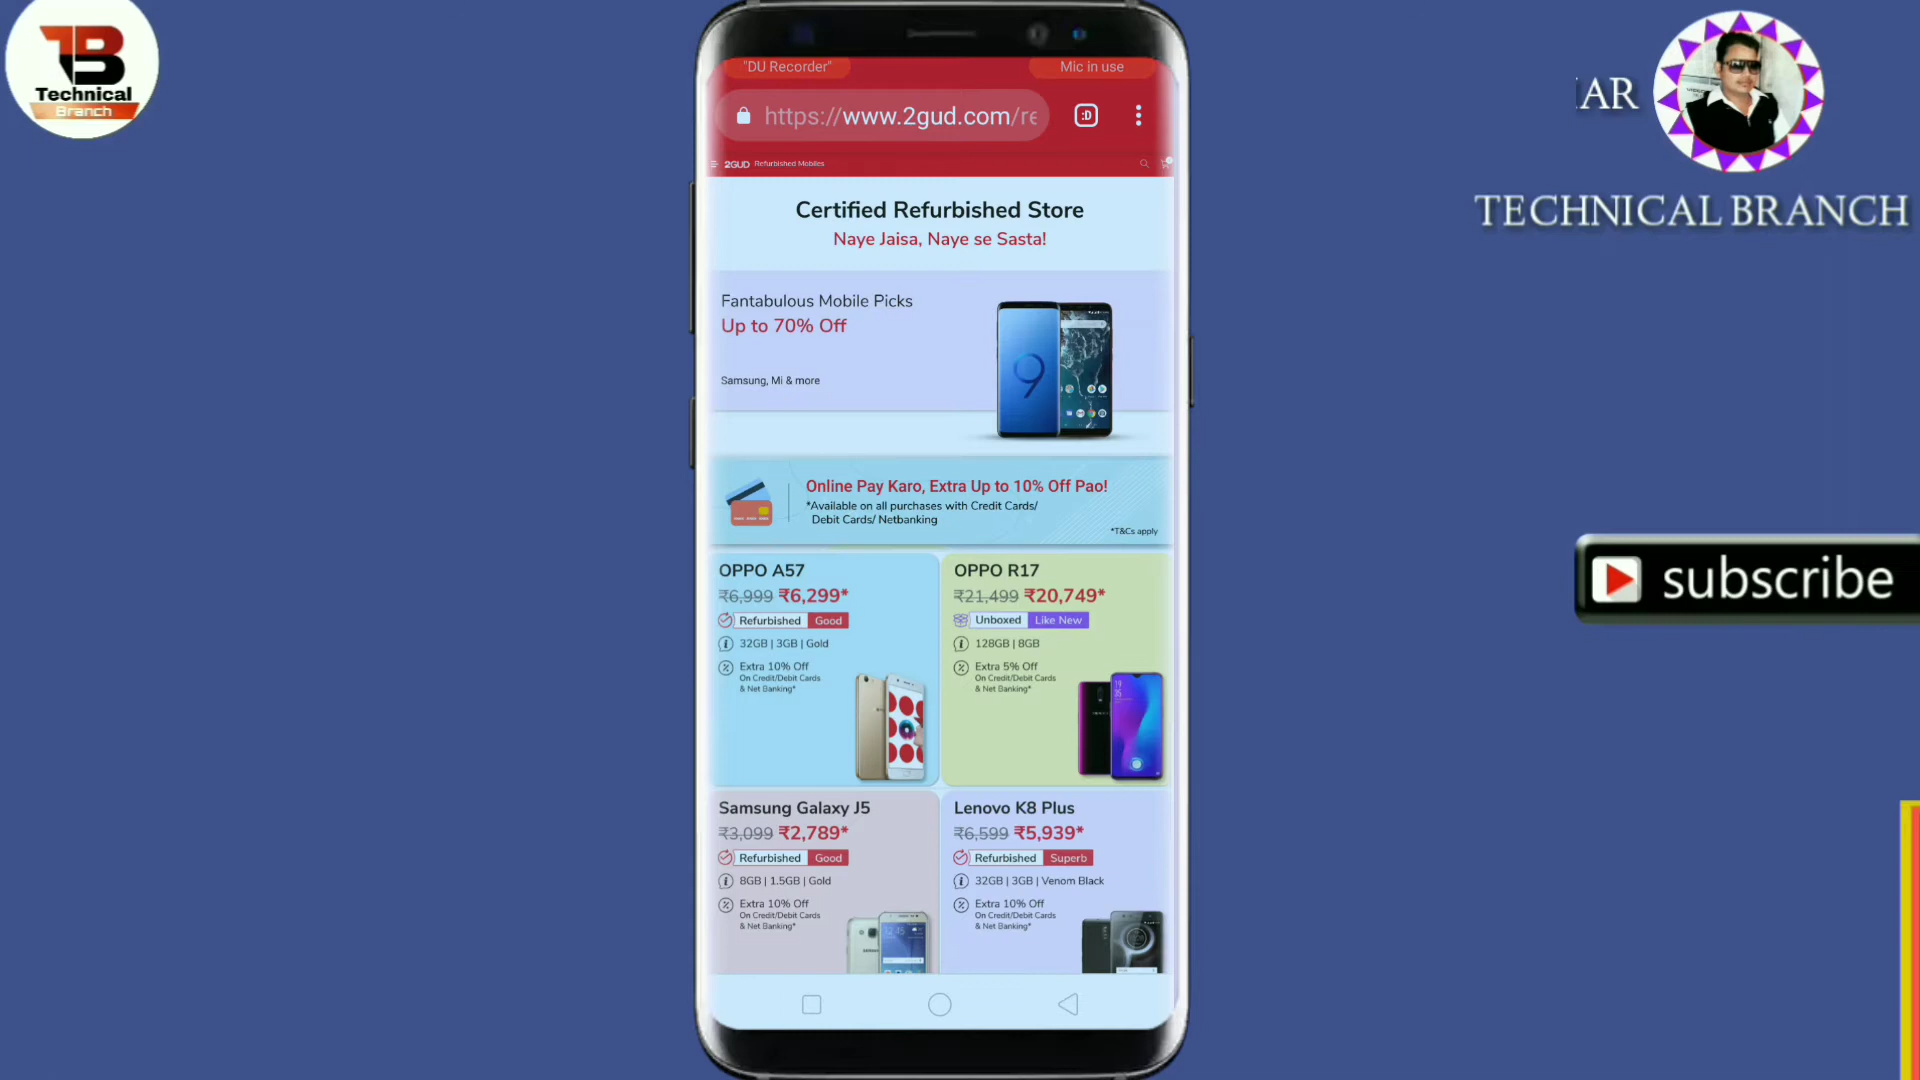 TB
Technical
Branch
"DU Recorder"
Mic in use
https://www.2gud.com/re
:D
2GUD Refurbished Mobiles
Certified Refurbished Store
Naye Jaisa, Naye se Sasta!
Fantabulous Mobile Picks
Up to 70% Off
Samsung, Mi & more
9
Online Pay Karo, Extra Up to 10% Off Pao!
*Available on all purchases with Credit Cards/
Debit Cards/ Netbanking
*T&Cs apply
OPPO A57
₹6,999 ₹6,299*
Refurbished Good
32GB | 3GB | Gold
Extra 10% Off
On Credit/Debit Cards
& Net Banking*
OPPO R17
₹21,499 ₹20,749*
Unboxed Like New
128GB | 8GB
Extra 5% Off
On Credit/Debit Cards
& Net Banking*
Samsung Galaxy J5
₹3,099 ₹2,789*
Refurbished Good
8GB | 1.5GB | Gold
Extra 10% Off
On Credit/Debit Cards
& Net Banking*
Lenovo K8 Plus
₹6,599 ₹5,939*
Refurbished Superb
32GB | 3GB | Venom Black
Extra 10% Off
On Credit/Debit Cards
& Net Banking*
AR
TECHNICAL BRANCH
subscribe